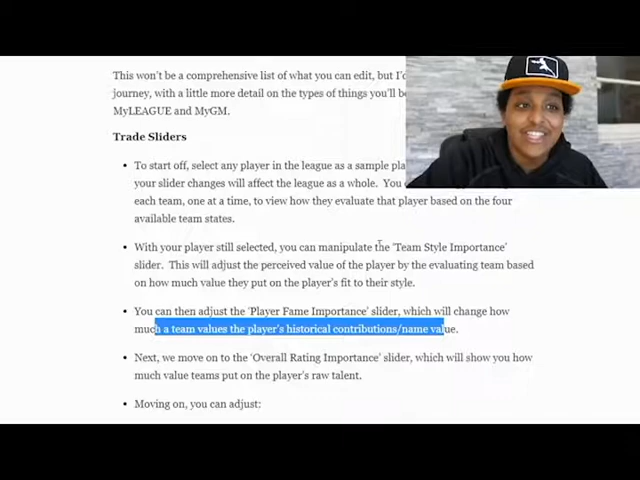 This won't be a comprehensive list of what you can edit, but I'd
journey, with a little more detail on the types of things you'll be
MyLEAGUE and MyGM.
Trade Sliders
To start off, select any player in the league as a sample
your slider changes will affect the league as a whole. You
each team, one at a time, to view how they evaluate that player based on the four
available team states.
With your player still selected, you can manipulate the 'Team Style Importance'
slider. This will adjust the perceived value of the player by the evaluating team based
on how much value they put on the player's fit to their style.
You can then adjust the 'Player Fame Importance' slider, which will change how
much a team values the player's historical contributions/name value.
Next, we move on to the 'Overall Rating Importance' slider, which will show you how
much value teams put on the player's raw talent.
Moving on, you can adjust: